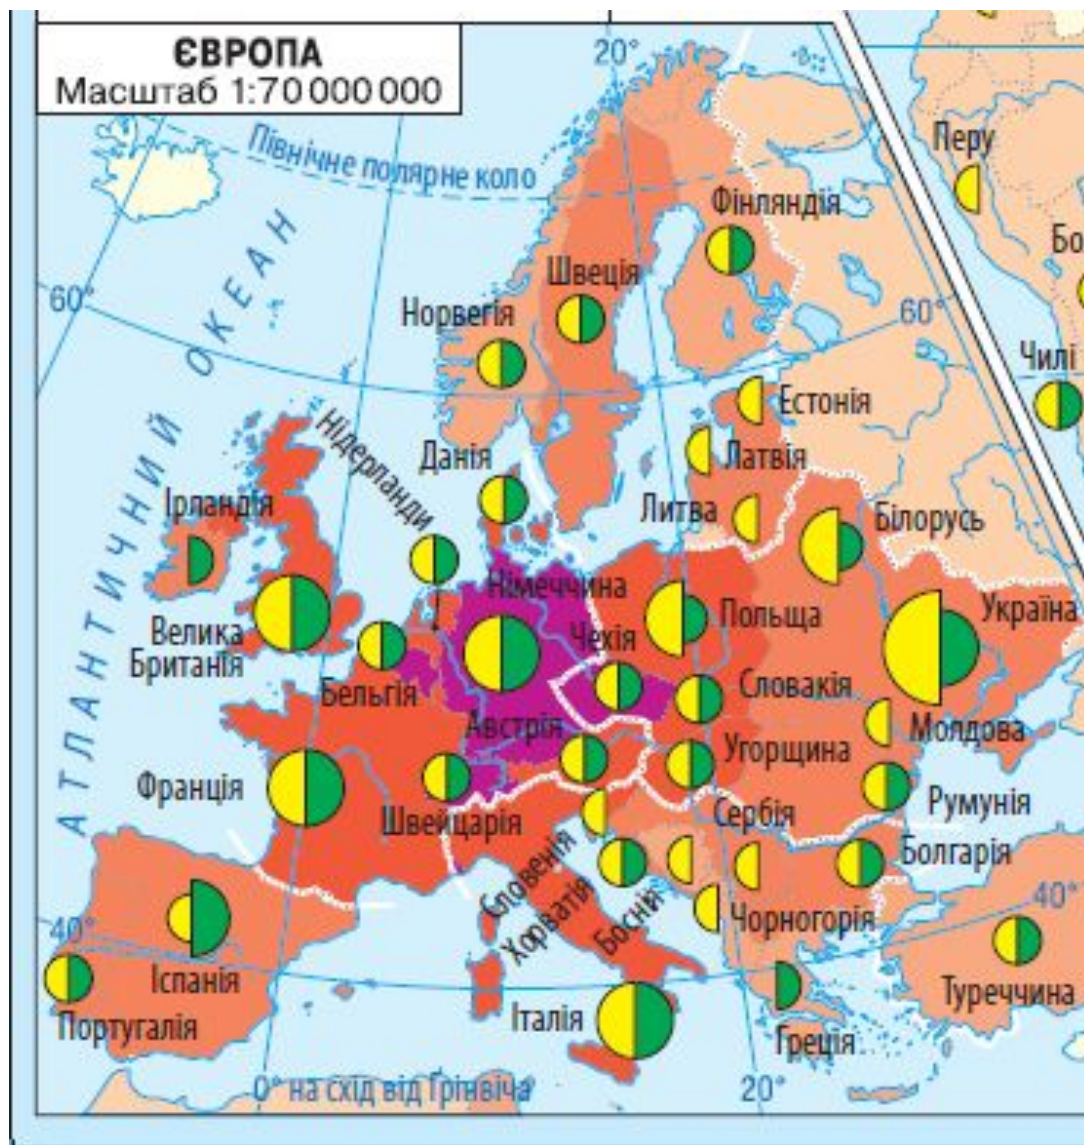 ЄВРОПА
Масштаб 1:70 000 000
20°
Північне полярне коло
Перу
Фінляндія
Бо
Швеція
60°
Норвегія
60°
ОКЕАН
Чилі
Естонія
Нідерланди
Данія
Латвія
АТЛАНТИЧНИЙ
Ірландія
Литва
Білорусь
Німеччина
Україна
Польща
Велика
Британія
Чехія
Бельгія
Словакія
Австрія
Молдова
Угорщина
Франція
Швейцарія
Румунія
Сербія
Словенія
Болгарія
Хорватія
Боснія
40°
Чорногорія
40°
Іспанія
Туреччина
Португалія
Італія
Греція
0° на схід від Грінвіча
20°